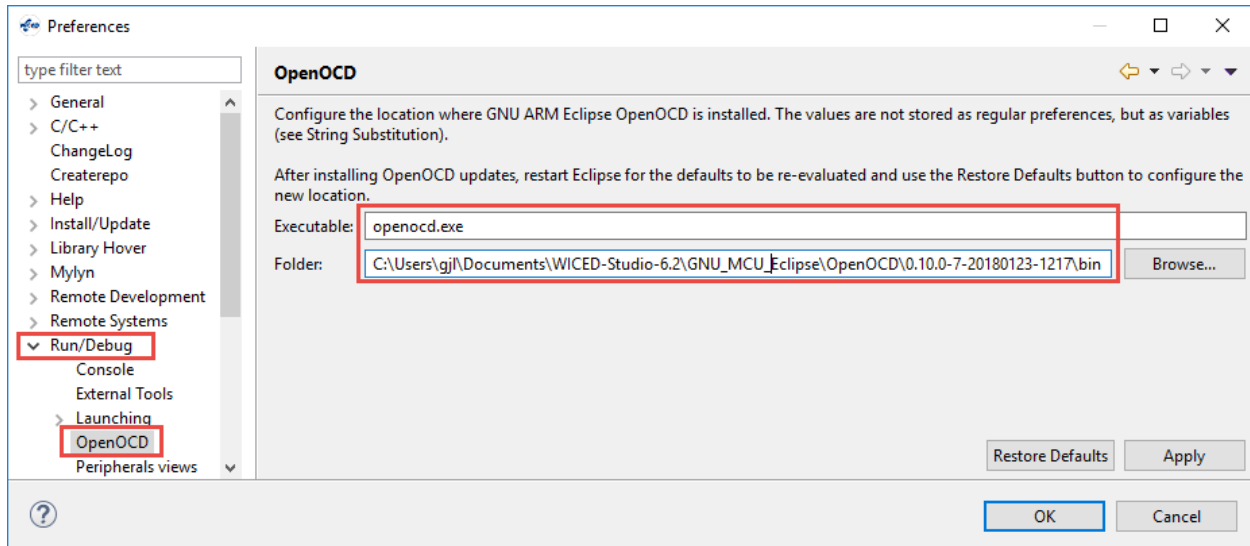 Preferences
type filter text
General
C/C++
ChangeLog
Createrepo
Help
Install/Update
Library Hover
Mylyn
Remote Development
Remote Systems
Run/Debug
Console
External Tools
Launching
OpenOCD
Peripherals views
OpenOCD
Configure the location where GNU ARM Eclipse OpenOCD is installed. The values are not stored as regular preferences, but as variables
(see String Substitution).
After installing OpenOCD updates, restart Eclipse for the defaults to be re-evaluated and use the Restore Defaults button to configure the
new location.
Executable: openocd.exe
Folder: C:\Users\gjl\Documents\WICED-Studio-6.2\GNU_MCU_Eclipse\OpenOCD\0.10.0-7-20180123-1217\bin Browse...
Restore Defaults Apply
? OK Cancel